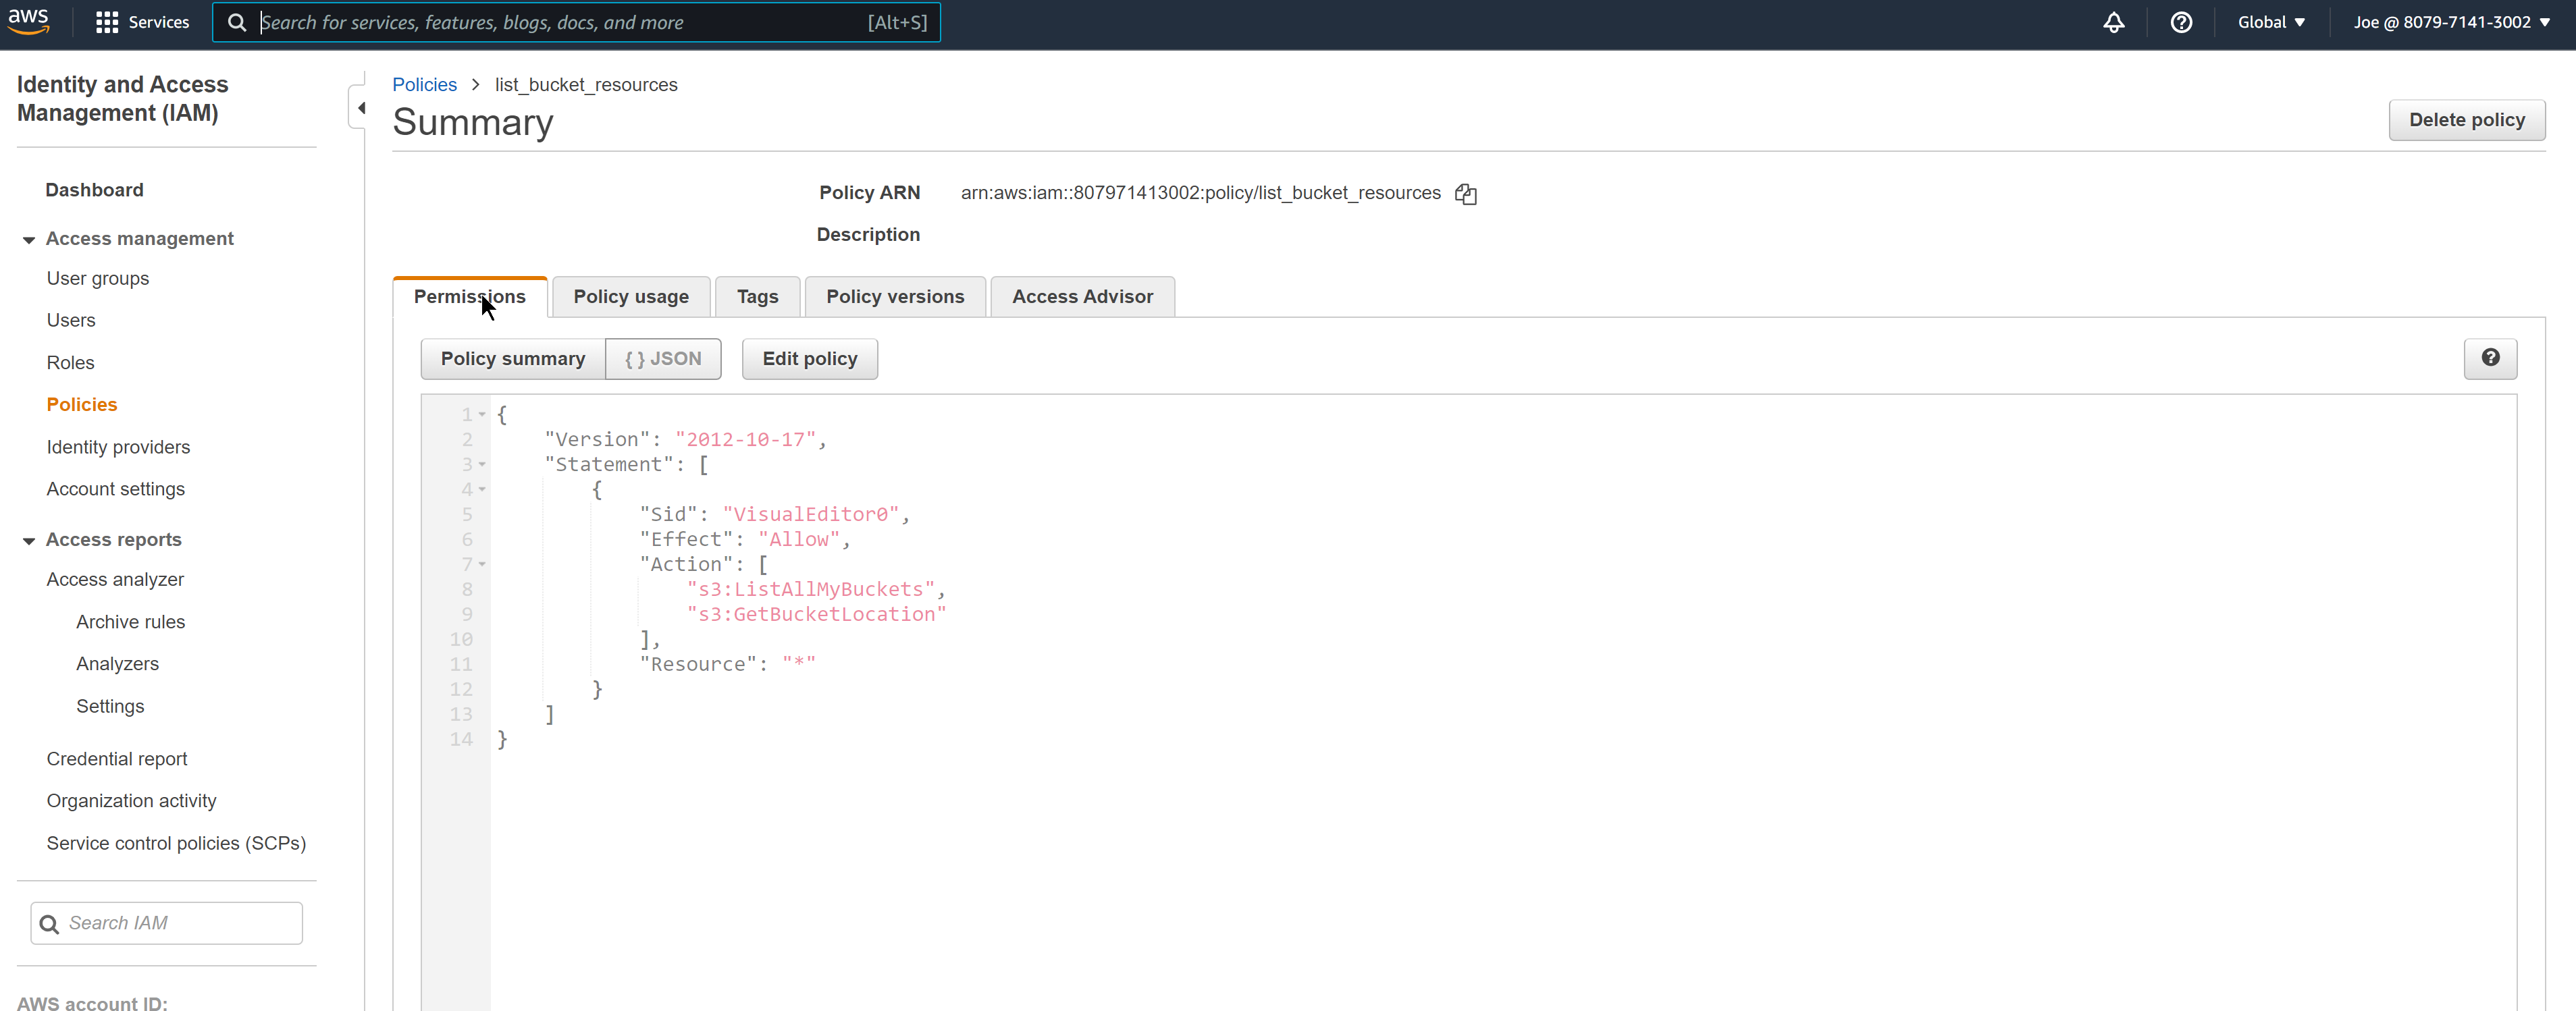 aws
Services
Search for services, features, blogs, docs, and more
[Alt+S]
Global
Joe @ 8079-7141-3002
Identity and Access
Management (IAM)
Dashboard
Access management
User groups
Users
Roles
Policies
Identity providers
Account settings
Access reports
Access analyzer
Archive rules
Analyzers
Settings
Credential report
Organization activity
Service control policies (SCPs)
Search IAM
AWS account ID:
Policies > list_bucket_resources
Summary
Delete policy
Policy ARN arn:aws:iam::807971413002:policy/list_bucket_resources
Description
Permissions
Policy usage
Tags
Policy versions
Access Advisor
Policy summary
{ } JSON
Edit policy
1 {
2 "Version": "2012-10-17",
3 "Statement": [
4 {
5 "Sid": "VisualEditor0",
6 "Effect": "Allow",
7 "Action": [
8 "s3:ListAllMyBuckets",
9 "s3:GetBucketLocation"
10 ],
11 "Resource": "*"
12 }
13 ]
14 }